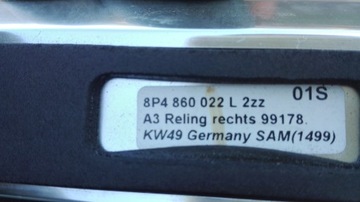 01S
8P4 860 022 L 2zz
A3 Reling rechts 99178.
KW49 Germany SAM(1499)